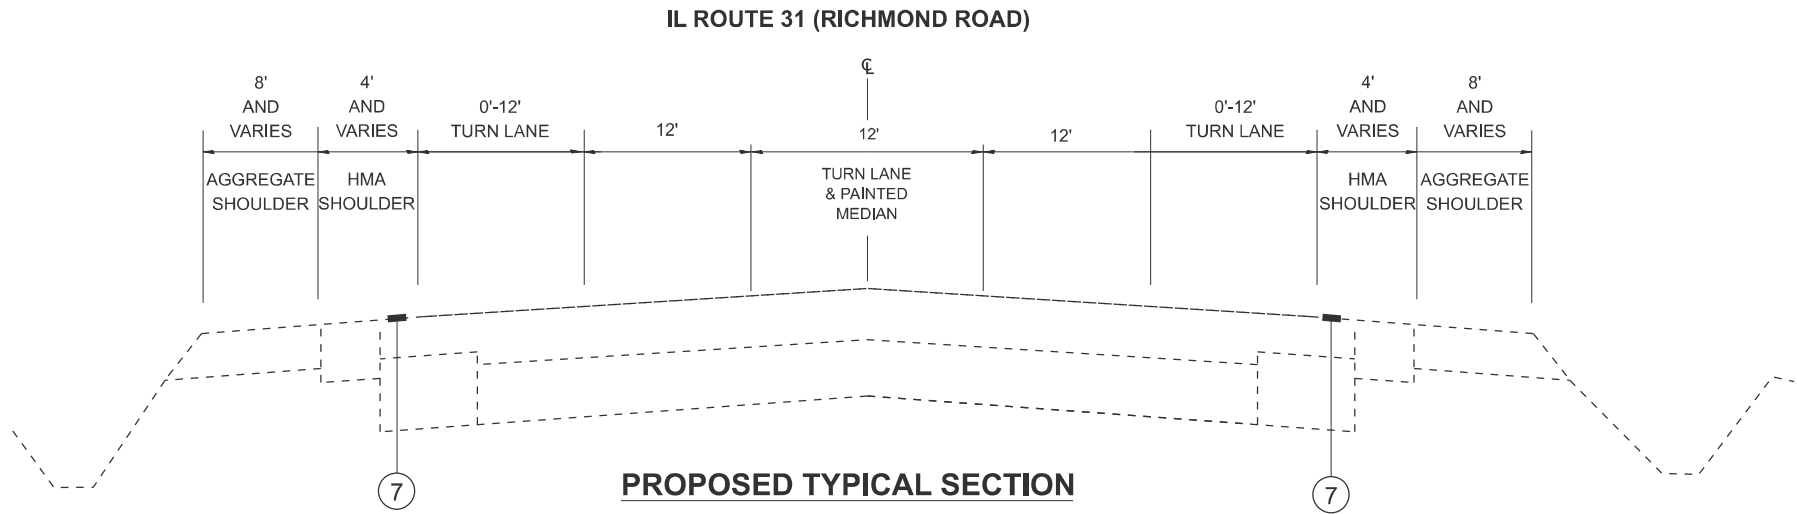 IL ROUTE 31 (RICHMOND ROAD)
℄
8'
AND
VARIES
4'
AND
VARIES
0'-12'
TURN LANE
12'
12'
12'
0'-12'
TURN LANE
4'
AND
VARIES
8'
AND
VARIES
AGGREGATE
SHOULDER
HMA
SHOULDER
TURN LANE
& PAINTED
MEDIAN
HMA
SHOULDER
AGGREGATE
SHOULDER
7
PROPOSED TYPICAL SECTION
7